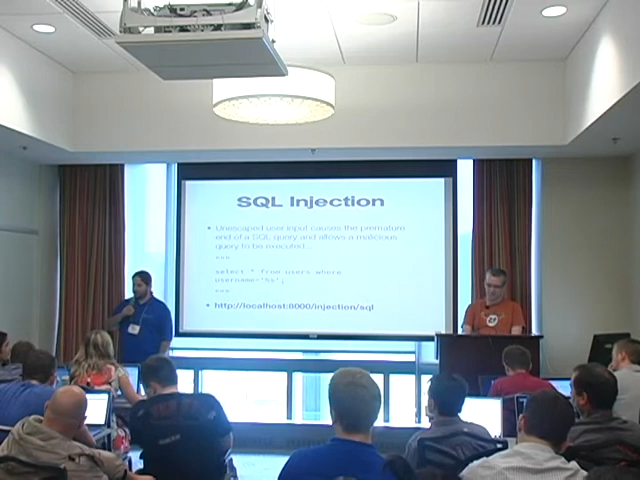 SQL Injection
• Unescaped user input causes the premature
end of a SQL query and allows a malicious
query to be executed...
"""
select * from users where
username='%s';
"""
• http://localhost:8000/injection/sql